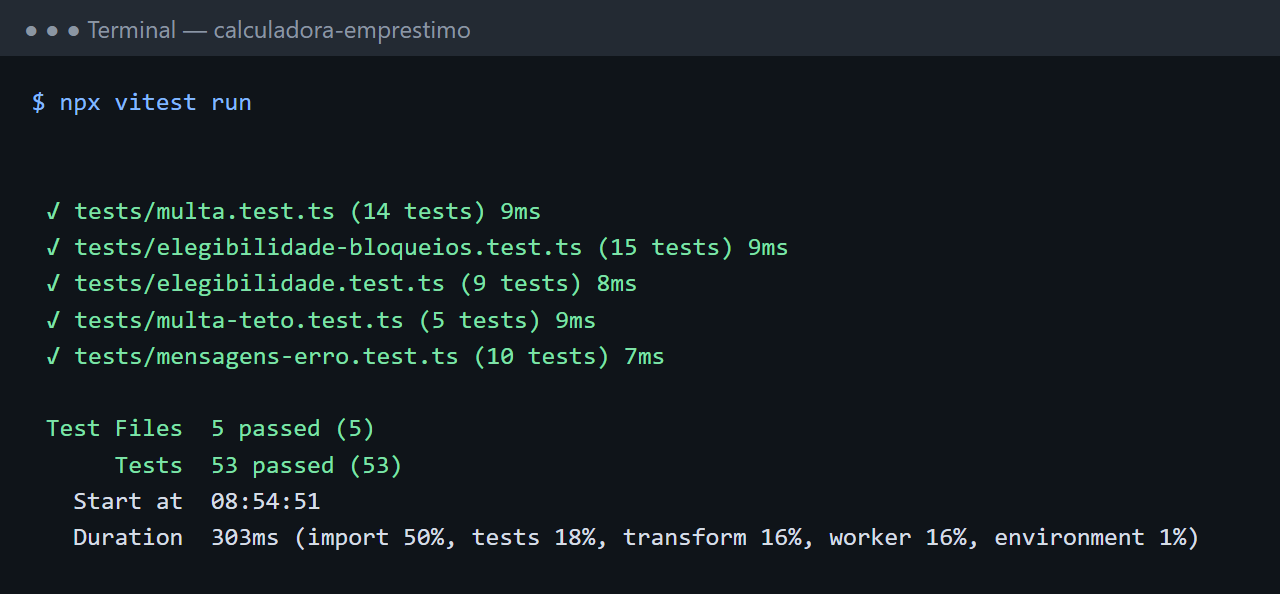 Terminal — calculadora-emprestimo
$ npx vitest run
✓ tests/multa.test.ts (14 tests) 9ms
✓ tests/elegibilidade-bloqueios.test.ts (15 tests) 9ms
✓ tests/elegibilidade.test.ts (9 tests) 8ms
✓ tests/multa-teto.test.ts (5 tests) 9ms
✓ tests/mensagens-erro.test.ts (10 tests) 7ms
Test Files  5 passed (5)
Tests  53 passed (53)
Start at  08:54:51
Duration  303ms (import 50%, tests 18%, transform 16%, worker 16%, environment 1%)